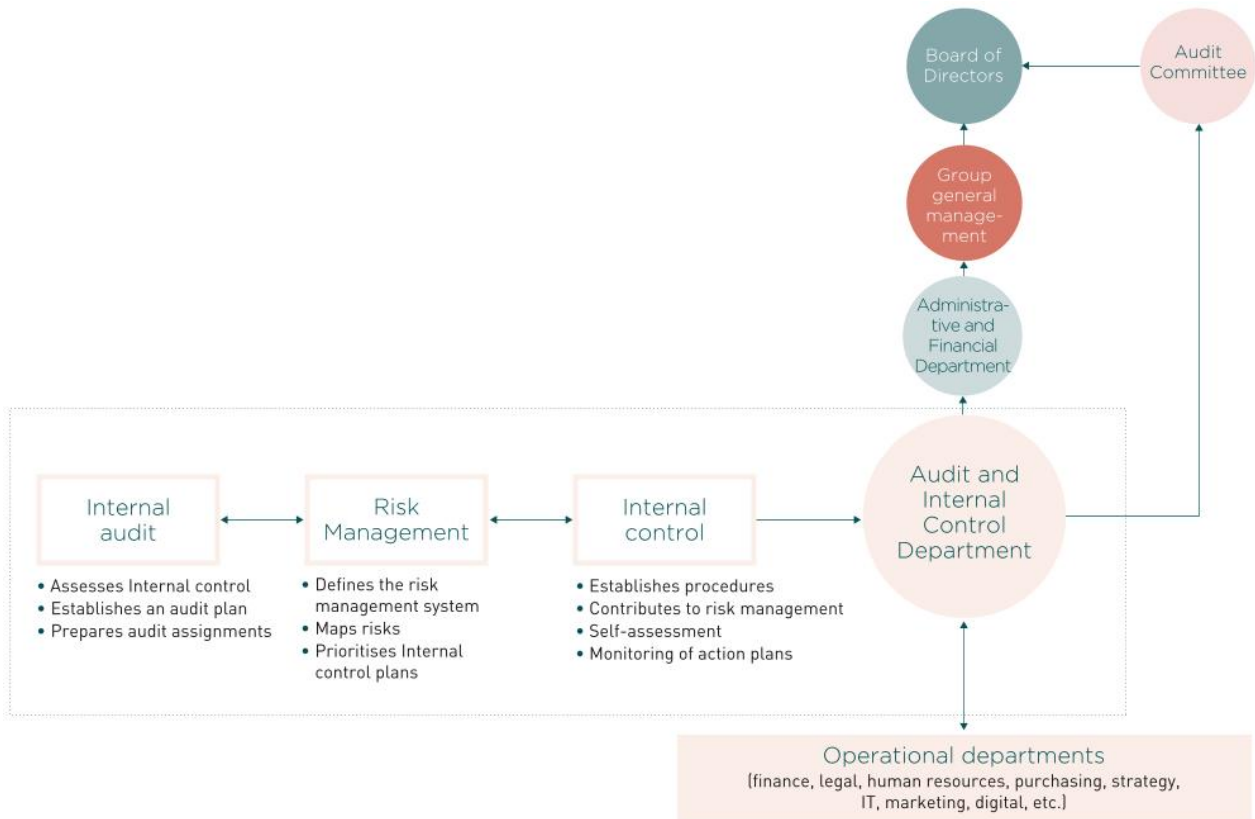 Board of
Directors
Audit
Committee
Group
general
manage-
ment
Administra-
tive and
Financial
Department
Internal
audit
• Assesses Internal control
• Establishes an audit plan
• Prepares audit assignments
Risk
Management
• Defines the risk
management system
• Maps risks
• Prioritises Internal
control plans
Internal
control
• Establishes procedures
• Contributes to risk management
• Self-assessment
• Monitoring of action plans
Audit and
Internal
Control
Department
Operational departments
(finance, legal, human resources, purchasing, strategy,
IT, marketing, digital, etc.)